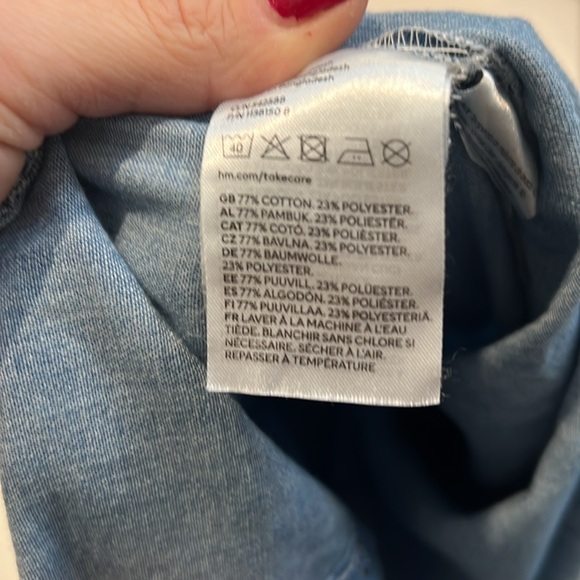 40
hm.com/takecare
GB 77% COTTON. 23% POLYESTER.
AL 77% PAMBUK. 23% POLIESTËR.
CAT 77% COTÓ. 23% POLIÈSTER.
CZ 77% BAVLNA. 23% POLYESTER.
DE 77% BAUMWOLLE.
23% POLYESTER.
EE 77% PUUVILL. 23% POLÜESTER.
ES 77% ALGODÓN. 23% POLIÉSTER.
FI 77% PUUVILLAA. 23% POLYESTERIÄ.
FR LAVER À LA MACHINE À L'EAU
TIÈDE. BLANCHIR SANS CHLORE SI
NÉCESSAIRE. SÉCHER À L'AIR.
REPASSER À TEMPÉRATURE